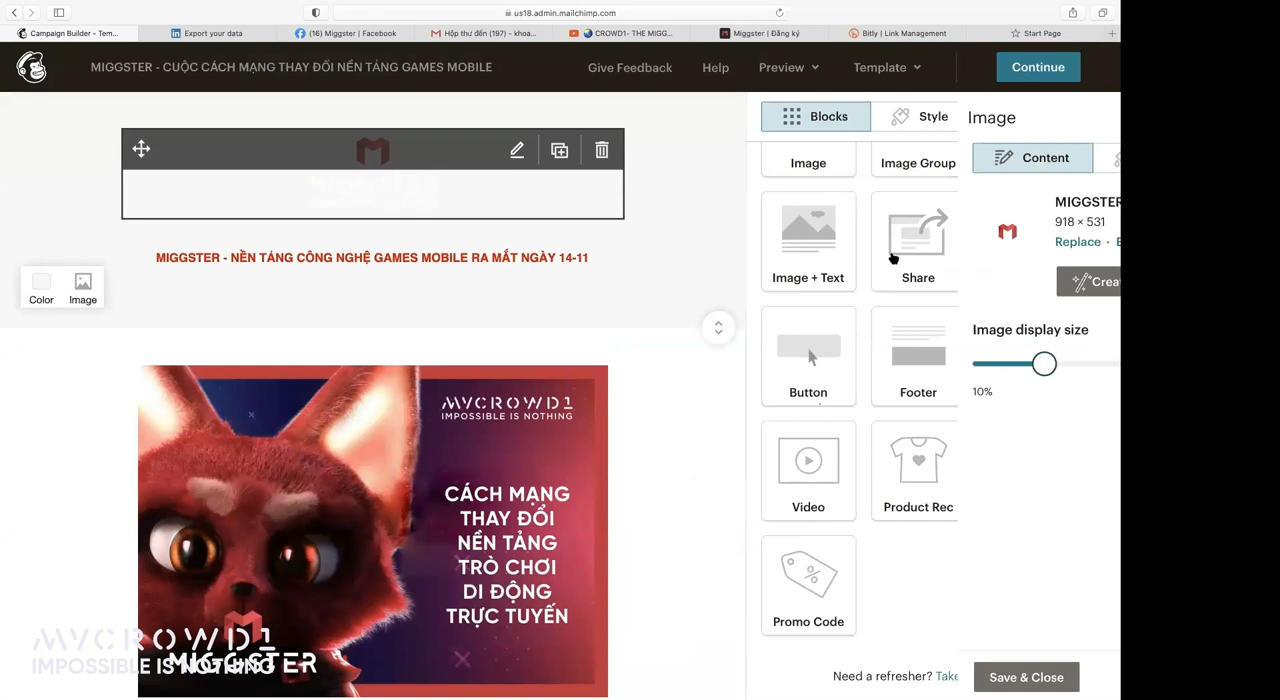 us18.admin.mailchimp.com
Campaign Builder - Tem...
Export your data
(16) Miggster | Facebook
Hộp thư đến (197) - khoa...
CROWD1- THE MIGG...
Miggster | Đăng ký
Bitly | Link Management
Start Page
MIGGSTER - CUỘC CÁCH MẠNG THAY ĐỔI NỀN TẢNG GAMES MOBILE
Give Feedback
Help
Preview
Template
Continue
Blocks
Style
Image
Content
Image
Image Group
MIGGSTER
918 × 531
Replace ·
Crea
MIGGSTER - NỀN TẢNG CÔNG NGHỆ GAMES MOBILE RA MẮT NGÀY 14-11
Color
Image
Image + Text
Share
Image display size
10%
Button
Footer
MYCROWD1
IMPOSSIBLE IS NOTHING
CÁCH MẠNG
THAY ĐỔI
NỀN TẢNG
TRÒ CHƠI
DI ĐỘNG
TRỰC TUYẾN
Video
Product Rec
Promo Code
MYCROWD1
IMPOSSIBLE IS NOTHING
MIGGSTER
Need a refresher? Take
Save & Close